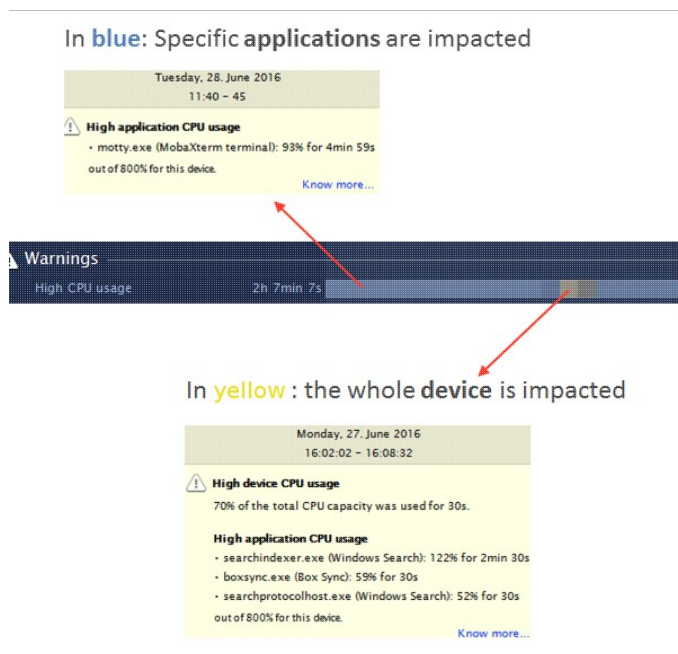 In blue: Specific applications are impacted
Tuesday, 28. June 2016
11:40 - 45
High application CPU usage
• motty.exe (MobaXterm terminal): 93% for 4min 59s
out of 800% for this device.
Know more...
Warnings
High CPU usage 2h 7min 7s
In yellow : the whole device is impacted
Monday, 27. June 2016
16:02:02 - 16:08:32
High device CPU usage
70% of the total CPU capacity was used for 30s.
High application CPU usage
• searchindexer.exe (Windows Search): 122% for 2min 30s
• boxsync.exe (Box Sync): 59% for 30s
• searchprotocolhost.exe (Windows Search): 52% for 30s
out of 800% for this device.
Know more...